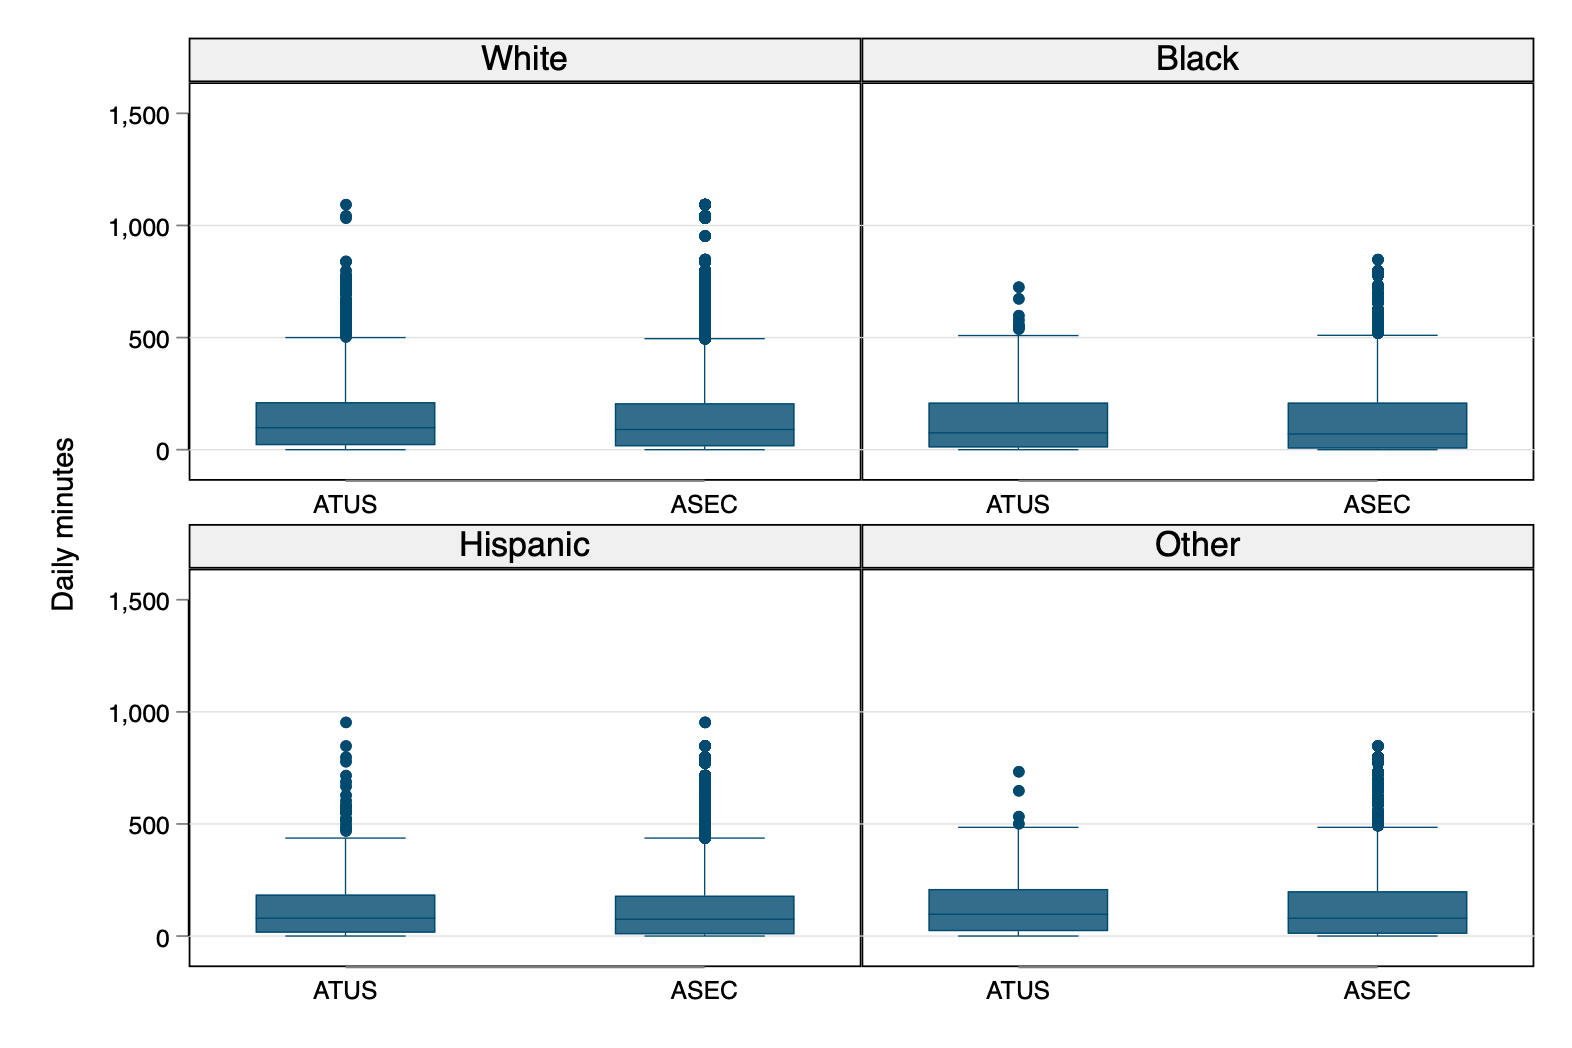 Daily minutes
White
Black
1,500
1,000
500
0
ATUS
ASEC
ATUS
ASEC
Hispanic
Other
1,500
1,000
500
0
ATUS
ASEC
ATUS
ASEC